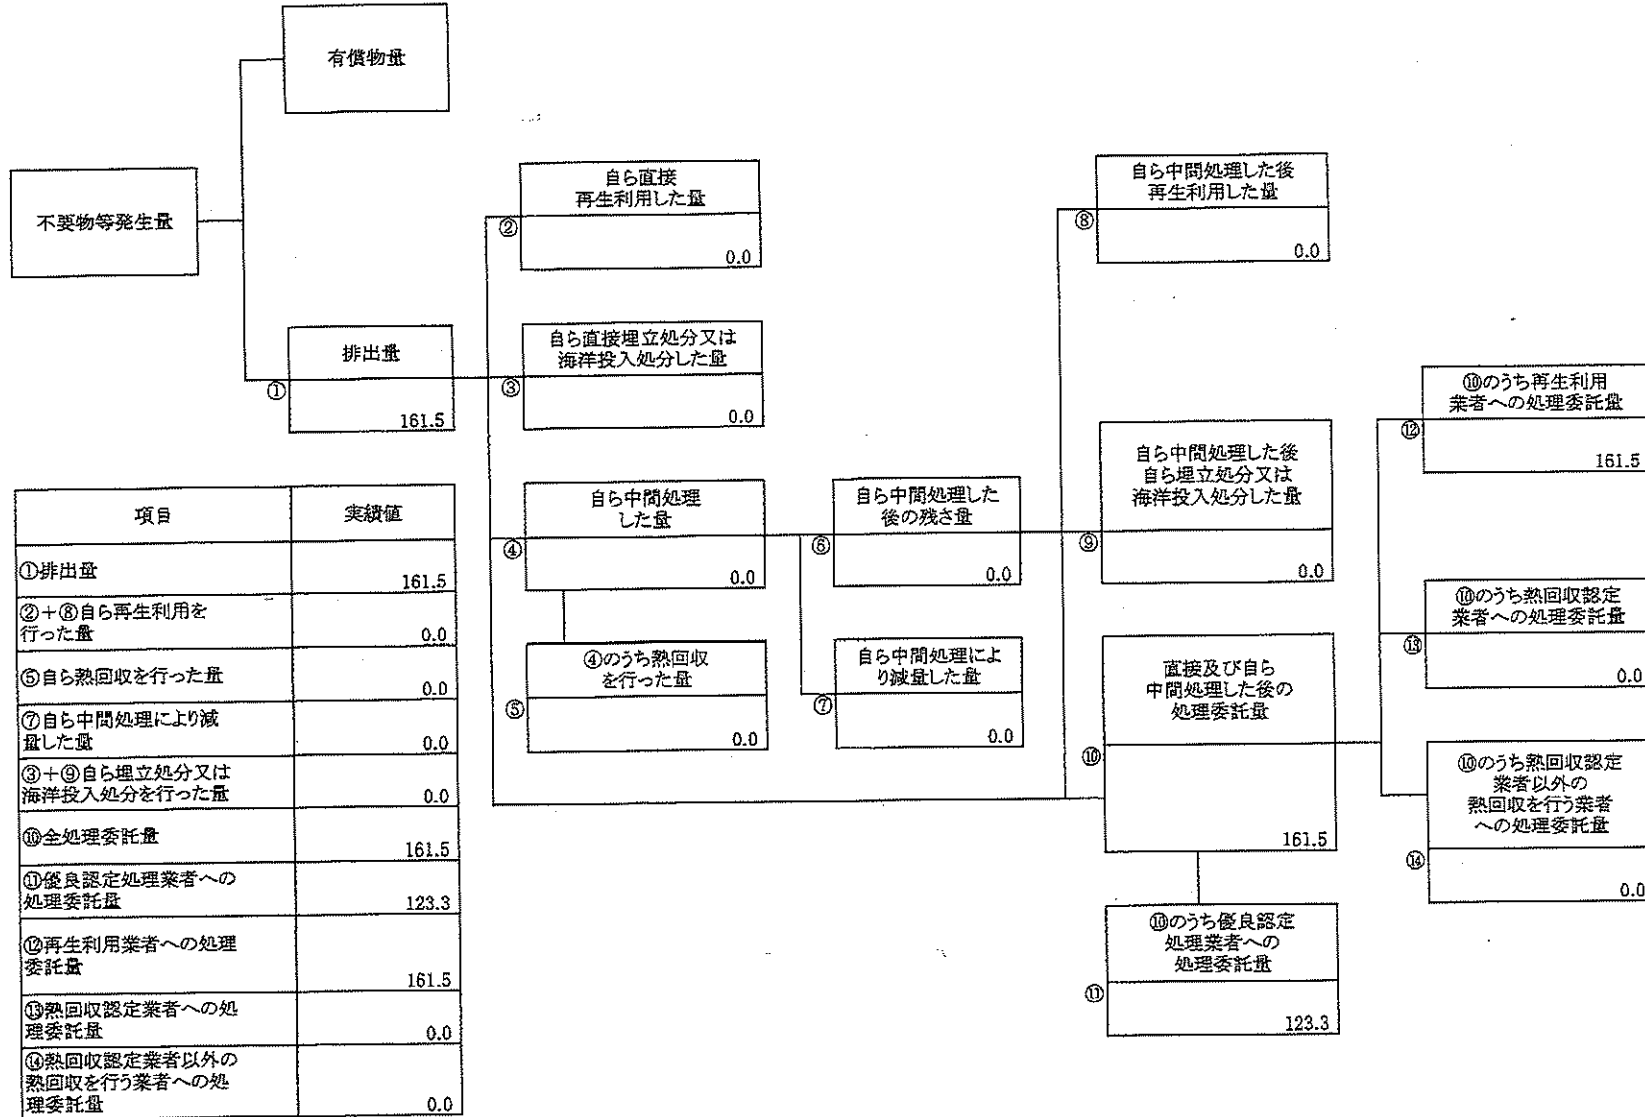 有償物量
不要物等発生量
排出量
①
161.5
自ら直接
再生利用した量
②
0.0
自ら直接埋立処分又は
海洋投入処分した量
③
0.0
自ら中間処理
した量
④
0.0
④のうち熱回収
を行った量
⑤
0.0
自ら中間処理した
後の残さ量
⑥
0.0
自ら中間処理によ
り減量した量
⑦
0.0
自ら中間処理した後
再生利用した量
⑧
0.0
自ら中間処理した後
自ら埋立処分又は
海洋投入処分した量
⑨
0.0
直接及び自ら
中間処理した後の
処理委託量
⑩
161.5
⑩のうち優良認定
処理業者への
処理委託量
⑪
123.3
⑩のうち再生利用
業者への処理委託量
⑫
161.5
⑩のうち熱回収認定
業者への処理委託量
⑬
0.0
⑩のうち熱回収認定
業者以外の
熱回収を行う業者
への処理委託量
⑭
0.0
項目 実績値
①排出量
161.5
②+⑧自ら再生利用を
行った量
0.0
⑤自ら熱回収を行った量
0.0
⑦自ら中間処理により減
量した量
0.0
③+⑨自ら埋立処分又は
海洋投入処分を行った量
0.0
⑩全処理委託量
161.5
⑪優良認定処理業者への
処理委託量
123.3
⑫再生利用業者への処理
委託量
161.5
⑬熱回収認定業者への処
理委託量
0.0
⑭熱回収認定業者以外の
熱回収を行う業者への処
理委託量
0.0